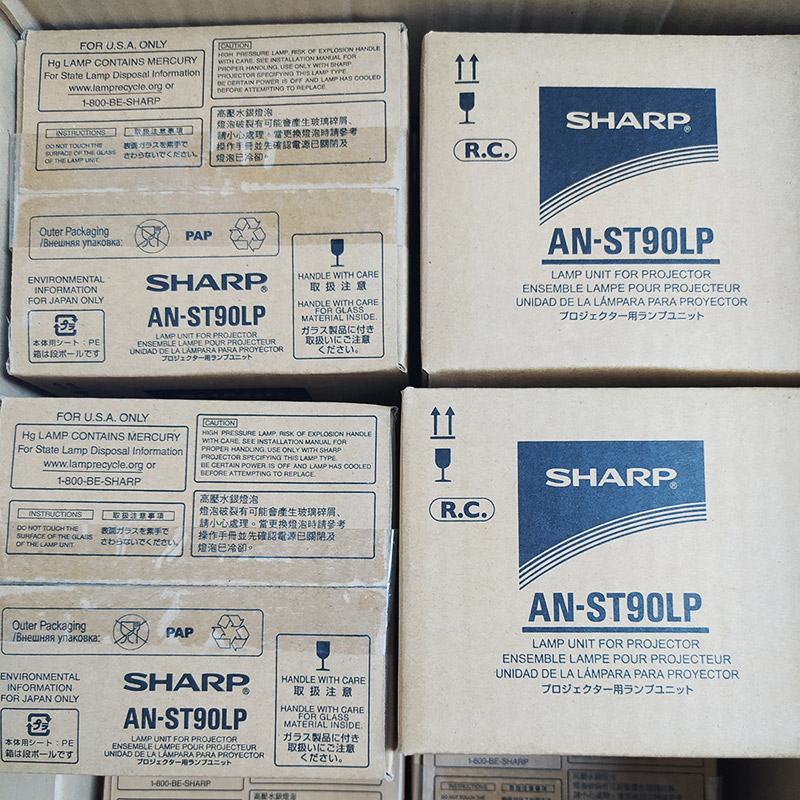 FOR U.S.A. ONLY
Hg LAMP CONTAINS MERCURY
For State Lamp Disposal Information
www.lamprecycle.org or
1-800-BE-SHARP
CAUTION
HIGH PRESSURE LAMP. RISK OF EXPLOSION HANDLE
WITH CARE, SEE INSTALLATION MANUAL FOR
PROPER HANDLING. USE ONLY WITH SHARP
PROJECTOR SPECIFYING THIS LAMP TYPE.
BE CERTAIN POWER IS OFF AND LAMP HAS COOLED
BEFORE ATTEMPTING TO REPLACE.
INSTRUCTIONS
取扱注意事項
DO NOT TOUCH THE
SURFACE OF THE GLASS
OF THE LAMP UNIT.
表面ガラスを素手で
さわらないでください。
高壓水銀燈泡
燈泡破裂有可能會產生玻璃碎屑、
請小心處理。當更換燈泡時請參考
操作手冊並先確認電源已關閉及
燈泡已冷卻。
Outer Packaging
/Внешняя упаковка:
PAP
ENVIRONMENTAL
INFORMATION
FOR JAPAN ONLY
プラ
本体用シート：PE
箱は段ボールです
SHARP®
AN-ST90LP
LAMP UNIT FOR PROJECTOR
ENSEMBLE LAMPE POUR PROJECTEUR
UNIDAD DE LA LÁMPARA PARA PROYECTOR
プロジェクター用ランプユニット
HANDLE WITH CARE
取扱注意
HANDLE WITH CARE
FOR GLASS
MATERIAL INSIDE.
ガラス製品に付き
取扱いにご注意
ください。
R.C.
SHARP®
AN-ST90LP
LAMP UNIT FOR PROJECTOR
ENSEMBLE LAMPE POUR PROJECTEUR
UNIDAD DE LA LÁMPARA PARA PROYECTOR
プロジェクター用ランプユニット
FOR U.S.A. ONLY
Hg LAMP CONTAINS MERCURY
For State Lamp Disposal Information
www.lamprecycle.org or
1-800-BE-SHARP
CAUTION
HIGH PRESSURE LAMP. RISK OF EXPLOSION HANDLE
WITH CARE, SEE INSTALLATION MANUAL FOR
PROPER HANDLING. USE ONLY WITH SHARP
PROJECTOR SPECIFYING THIS LAMP TYPE.
BE CERTAIN POWER IS OFF AND LAMP HAS COOLED
BEFORE ATTEMPTING TO REPLACE.
INSTRUCTIONS
取扱注意事項
DO NOT TOUCH THE
SURFACE OF THE GLASS
OF THE LAMP UNIT.
表面ガラスを素手で
さわらないでください。
高壓水銀燈泡
燈泡破裂有可能會產生玻璃碎屑、
請小心處理。當更換燈泡時請參考
操作手冊並先確認電源已關閉及
燈泡已冷卻。
Outer Packaging
/Внешняя упаковка:
PAP
ENVIRONMENTAL
INFORMATION
FOR JAPAN ONLY
プラ
本体用シート：PE
箱は段ボールです
SHARP®
AN-ST90LP
LAMP UNIT FOR PROJECTOR
ENSEMBLE LAMPE POUR PROJECTEUR
UNIDAD DE LA LÁMPARA PARA PROYECTOR
プロジェクター用ランプユニット
HANDLE WITH CARE
取扱注意
HANDLE WITH CARE
FOR GLASS
MATERIAL INSIDE.
ガラス製品に付き
取扱いにご注意
ください。
R.C.
SHARP®
AN-ST90LP
LAMP UNIT FOR PROJECTOR
ENSEMBLE LAMPE POUR PROJECTEUR
UNIDAD DE LA LÁMPARA PARA PROYECTOR
プロジェクター用ランプユニット
1-800-BE-SHARP
高壓水銀燈泡
1-800-BE-SHARP
INSTRUCTIONS
取扱注意事項